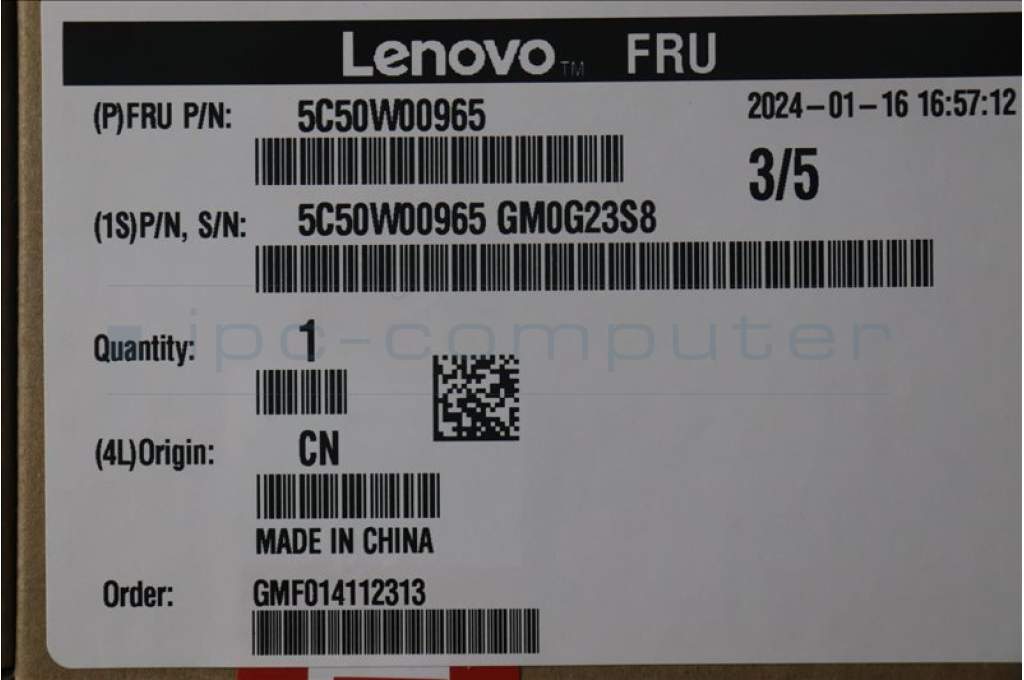 Lenovo™ FRU
(P)FRU P/N: 5C50W00965
2024-01-16 16:57:12
3/5
(1S)P/N, S/N: 5C50W00965 GM0G23S8
ipc-computer
Quantity: 1
(4L)Origin: CN
MADE IN CHINA
Order: GMF014112313